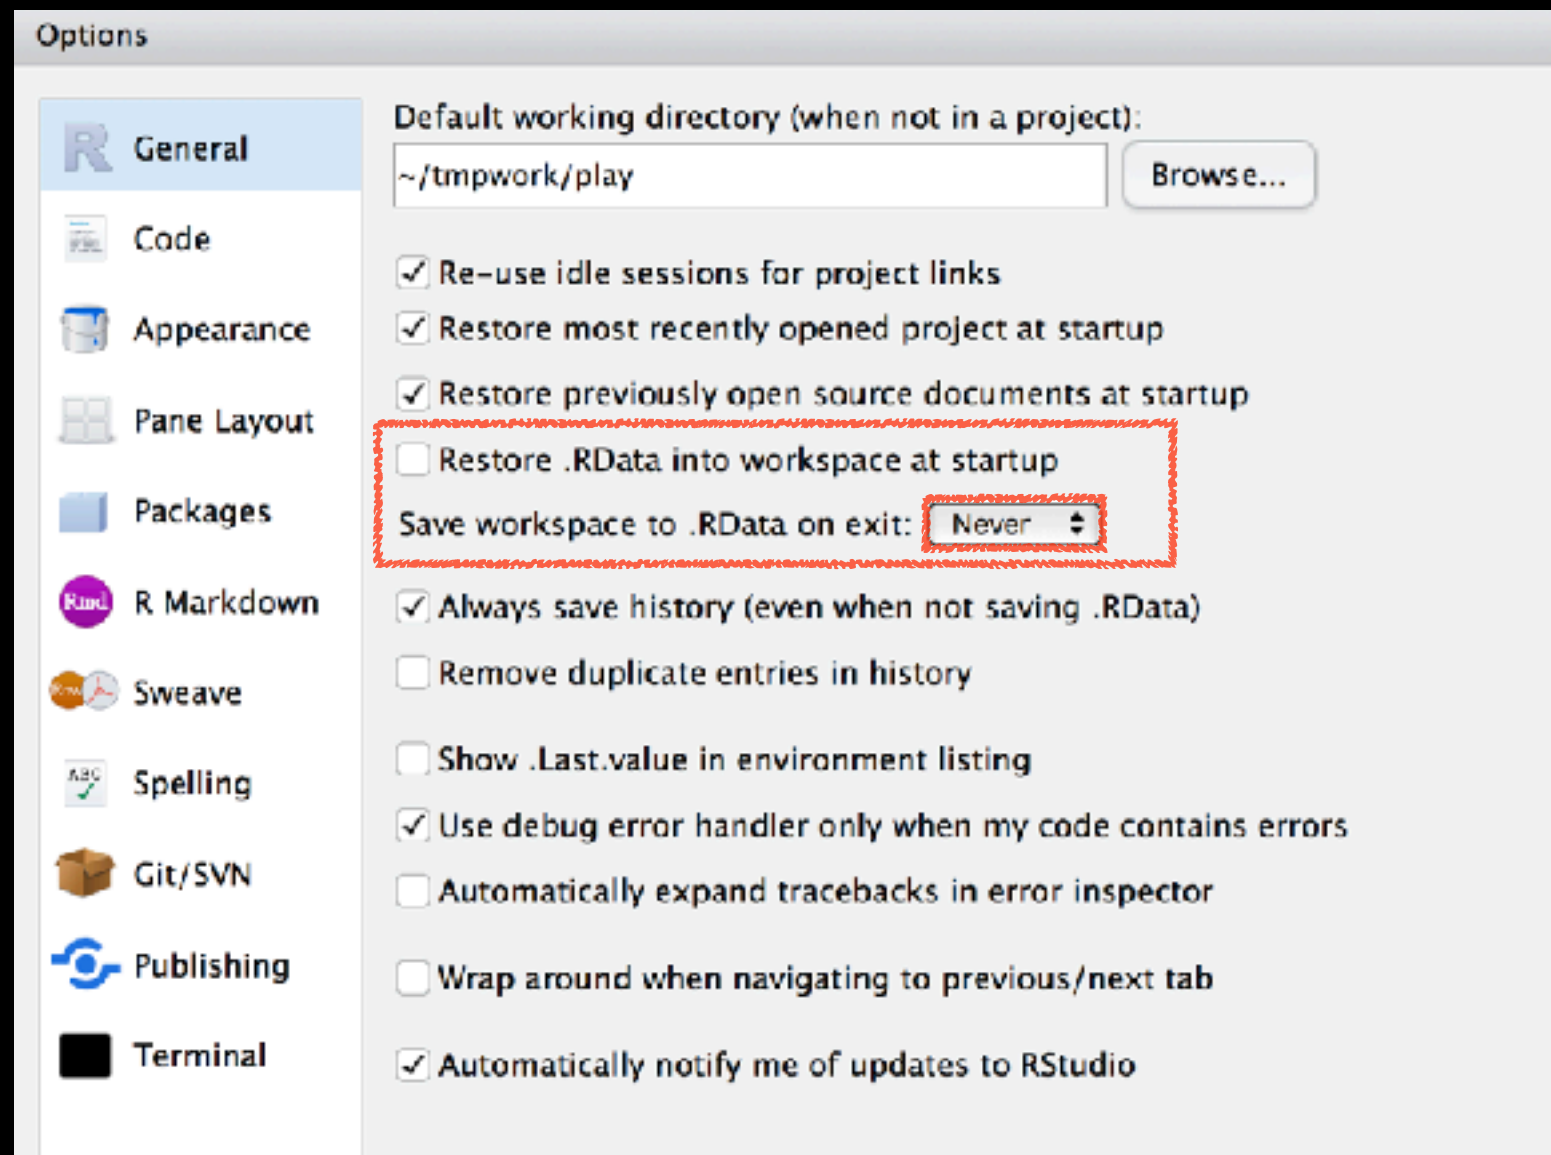 Options
General
Code
Appearance
Pane Layout
Packages
R Markdown
Sweave
Spelling
Git/SVN
Publishing
Terminal
Default working directory (when not in a project):
~/tmpwork/play
Browse...
Re-use idle sessions for project links
Restore most recently opened project at startup
Restore previously open source documents at startup
Restore .RData into workspace at startup
Save workspace to .RData on exit: Never
Always save history (even when not saving .RData)
Remove duplicate entries in history
Show .Last.value in environment listing
Use debug error handler only when my code contains errors
Automatically expand tracebacks in error inspector
Wrap around when navigating to previous/next tab
Automatically notify me of updates to RStudio